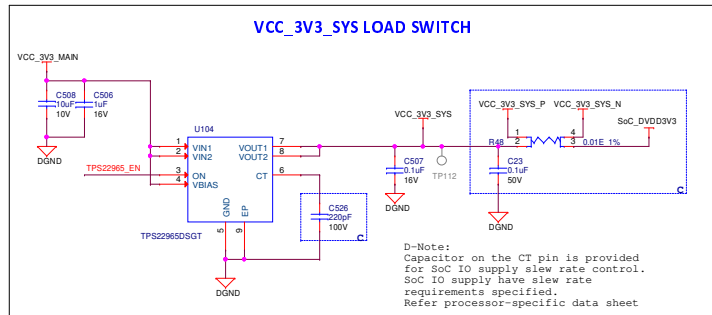 VCC_3V3_SYS LOAD SWITCH
VCC_3V3_MAIN
C508
10uF
10V
C506
1uF
16V
DGND
U104
1
VIN1
2
VIN2
3
ON
4
VBIAS
VOUT1
7
VOUT2
8
CT
6
GND
5
EP
9
TPS22965_EN
TPS22965DSGT
DGND
C526
220pF
100V
C
VCC_3V3_SYS
C507
0.1uF
16V
DGND
TP112
VCC_3V3_SYS_P
VCC_3V3_SYS_N
SoC_DVDD3V3
1
2
4
3
R48
0.01E 1%
C23
0.1uF
50V
DGND
C
D-Note:
Capacitor on the CT pin is provided
for SoC IO supply slew rate control.
SoC IO supply have slew rate
requirements specified.
Refer processor-specific data sheet